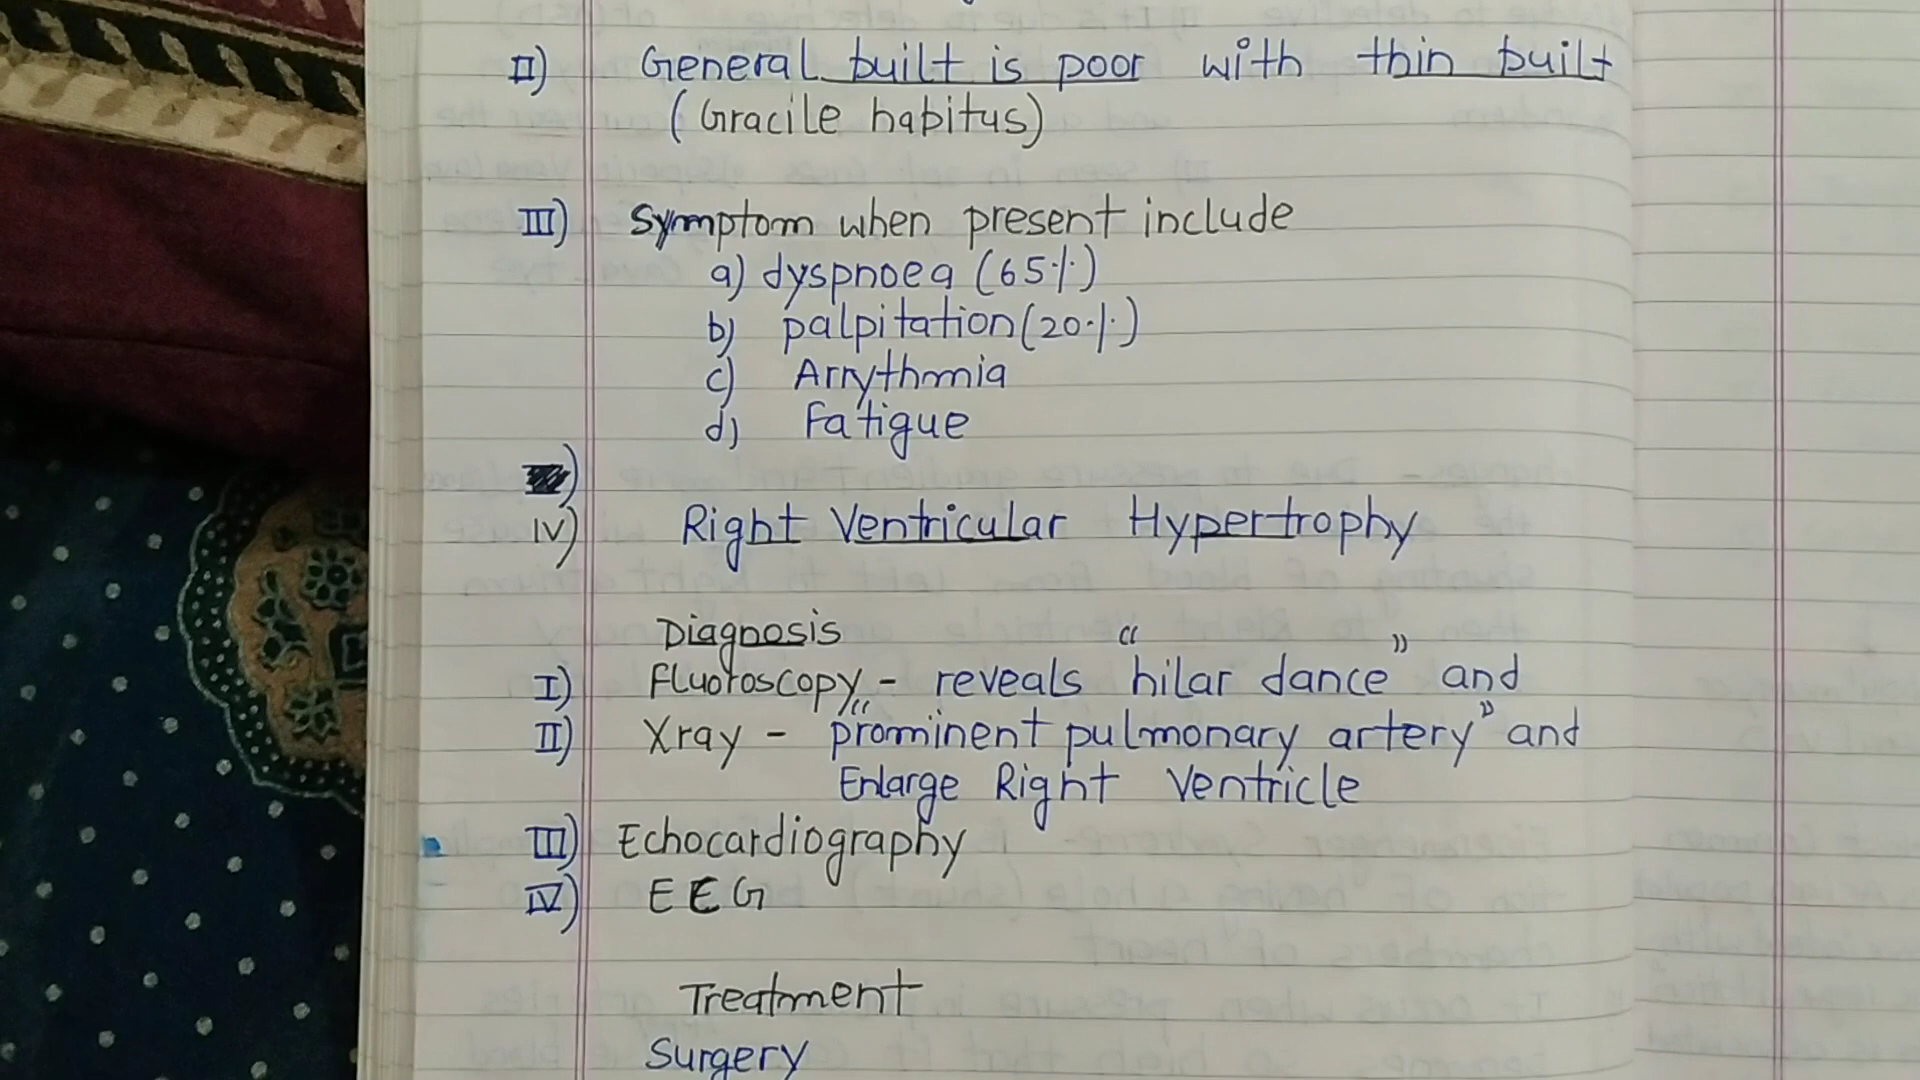 II) General built is poor with thin built
(Gracile habitus)
III) Symptom when present include
a) dyspnoea (65%)
b) palpitation (20%)
c) Arrythmia
d) Fatigue
IV) Right Ventricular Hypertrophy
Diagnosis
I) Fluoroscopy - reveals "hilar dance" and
II) Xray - "prominent pulmonary artery" and
Enlarge Right Ventricle
III) Echocardiography
IV) EEG
Treatment
Surgery